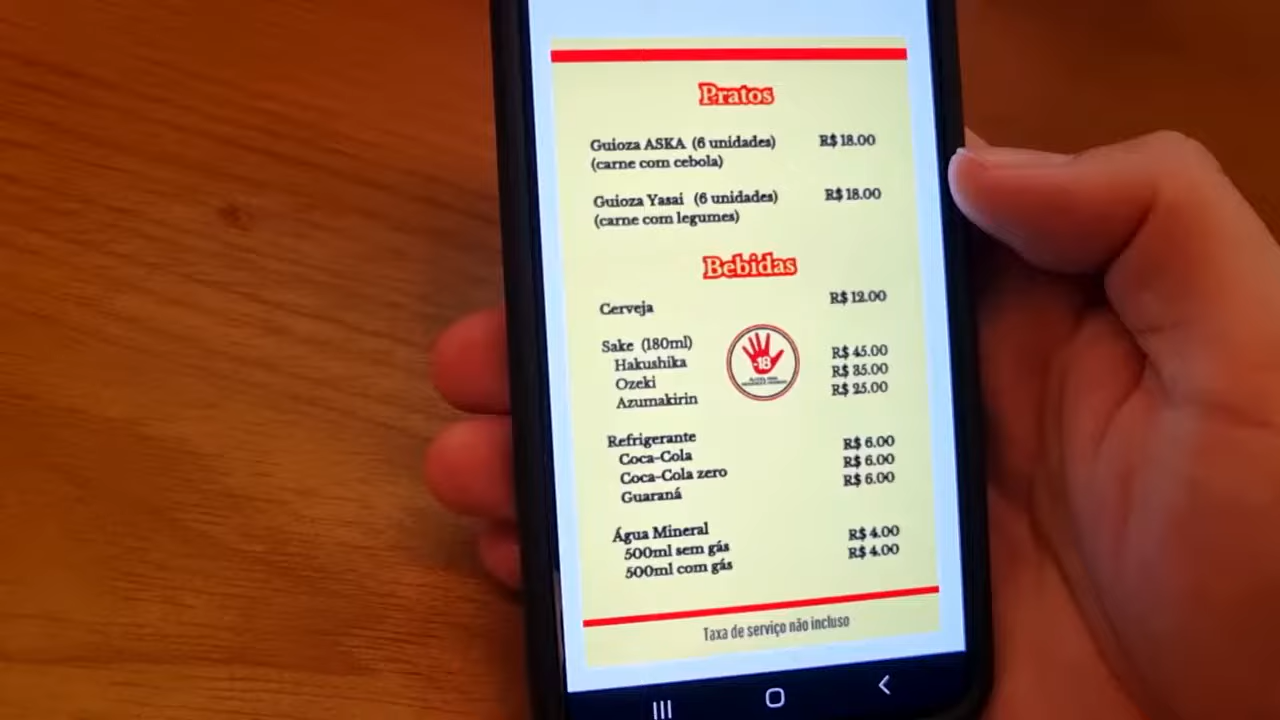 Pratos
Guioza ASKA (6 unidades) R$ 18.00
(carne com cebola)
Guioza Yasai (6 unidades) R$ 18.00
(carne com legumes)
Bebidas
Cerveja R$ 12.00
Sake (180ml)
Hakushika R$ 45.00
Ozeki R$ 35.00
Azumakirin R$ 25.00
-18
Refrigerante
Coca-Cola R$ 6.00
Coca-Cola zero R$ 6.00
Guaraná R$ 6.00
Água Mineral
500ml sem gás R$ 4.00
500ml com gás R$ 4.00
Taxa de serviço não incluso